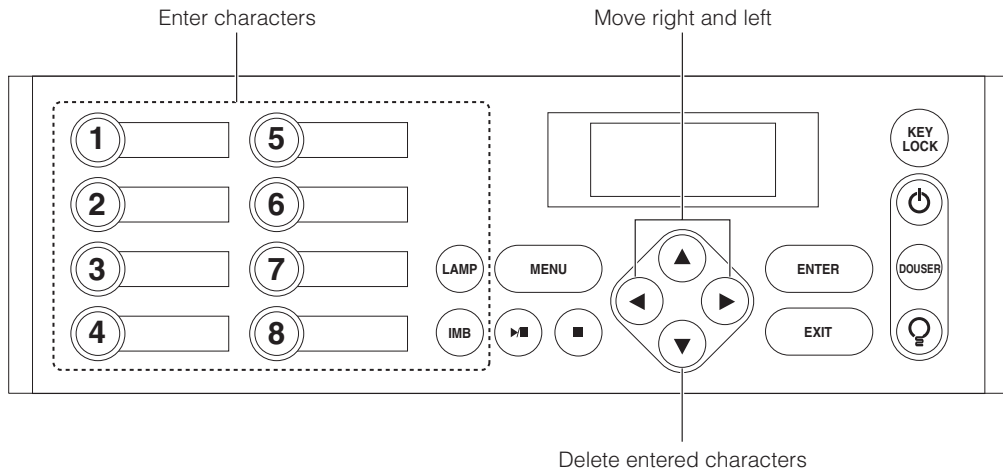 Enter characters
Move right and left
1
5
KEY
LOCK
2
6
3
7
LAMP
MENU
ENTER
DOUSER
4
8
IMB
EXIT
Delete entered characters